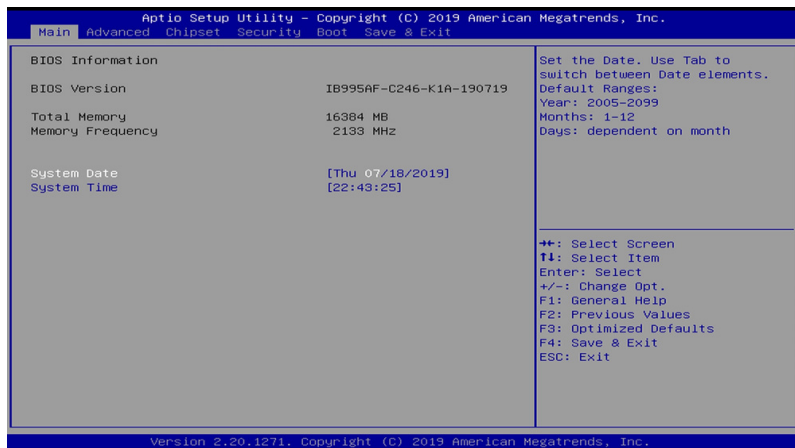 Aptio Setup Utility – Copyright (C) 2019 American Megatrends, Inc.
Main Advanced Chipset Security Boot Save & Exit
BIOS Information
BIOS Version IB995AF-C246-K1A-190719
Total Memory 16384 MB
Memory Frequency 2133 MHz
System Date [Thu 07/18/2019]
System Time [22:43:25]
Set the Date. Use Tab to
switch between Date elements.
Default Ranges:
Year: 2005-2099
Months: 1-12
Days: dependent on month
→←: Select Screen
↑↓: Select Item
Enter: Select
+/-: Change Opt.
F1: General Help
F2: Previous Values
F3: Optimized Defaults
F4: Save & Exit
ESC: Exit
Version 2.20.1271. Copyright (C) 2019 American Megatrends, Inc.